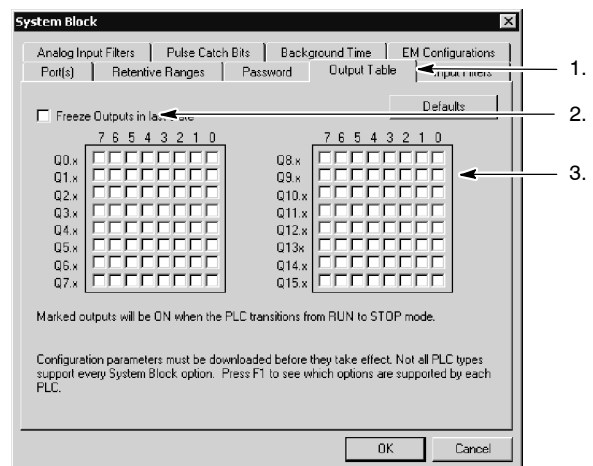 System Block
Analog Input Filters Pulse Catch Bits Background Time EM Configurations
Port(s) Retentive Ranges Password Output Table Input Filters
1.
Defaults
Freeze Outputs in last state
2.
7 6 5 4 3 2 1 0 7 6 5 4 3 2 1 0
Q0.x Q8.x
3.
Q1.x Q9.x
Q2.x Q10.x
Q3.x Q11.x
Q4.x Q12.x
Q5.x Q13x
Q6.x Q14.x
Q7.x Q15.x
Marked outputs will be ON when the PLC transitions from RUN to STOP mode.
Configuration parameters must be downloaded before they take effect. Not all PLC types
support every System Block option. Press F1 to see which options are supported by each
PLC.
OK Cancel